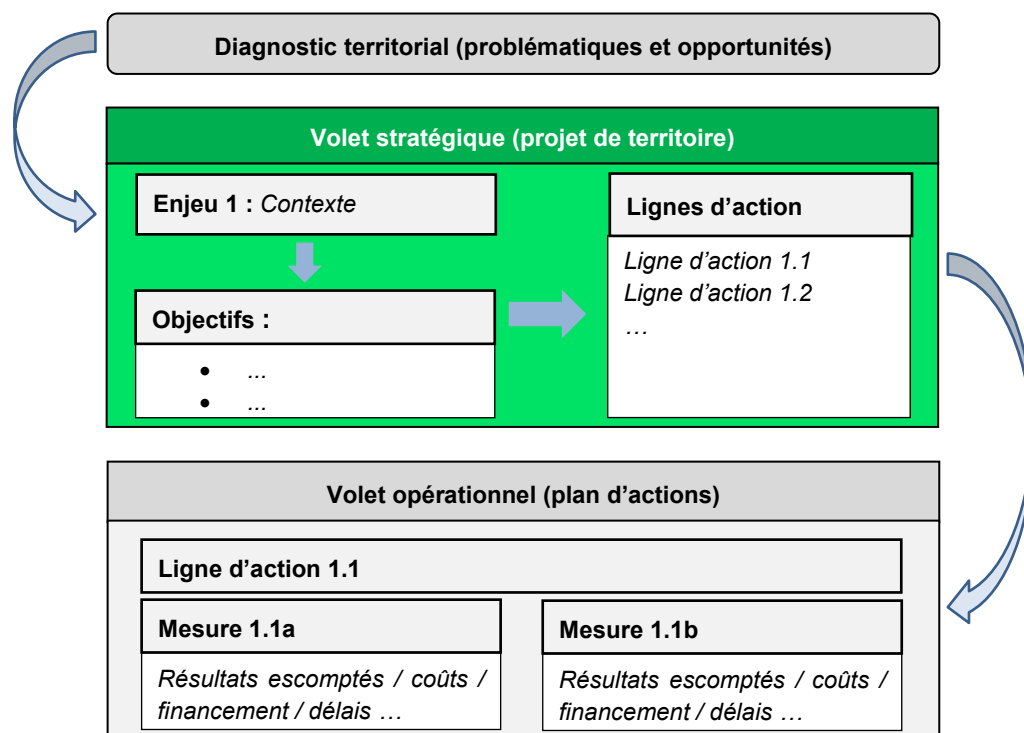 Diagnostic territorial (problématiques et opportunités)
Volet stratégique (projet de territoire)
Enjeu 1 : Contexte
Objectifs :
• ...
• ...
Lignes d’action
Ligne d’action 1.1
Ligne d’action 1.2
…
Volet opérationnel (plan d’actions)
Ligne d’action 1.1
Mesure 1.1a
Résultats escomptés / coûts /
financement / délais …
Mesure 1.1b
Résultats escomptés / coûts /
financement / délais …